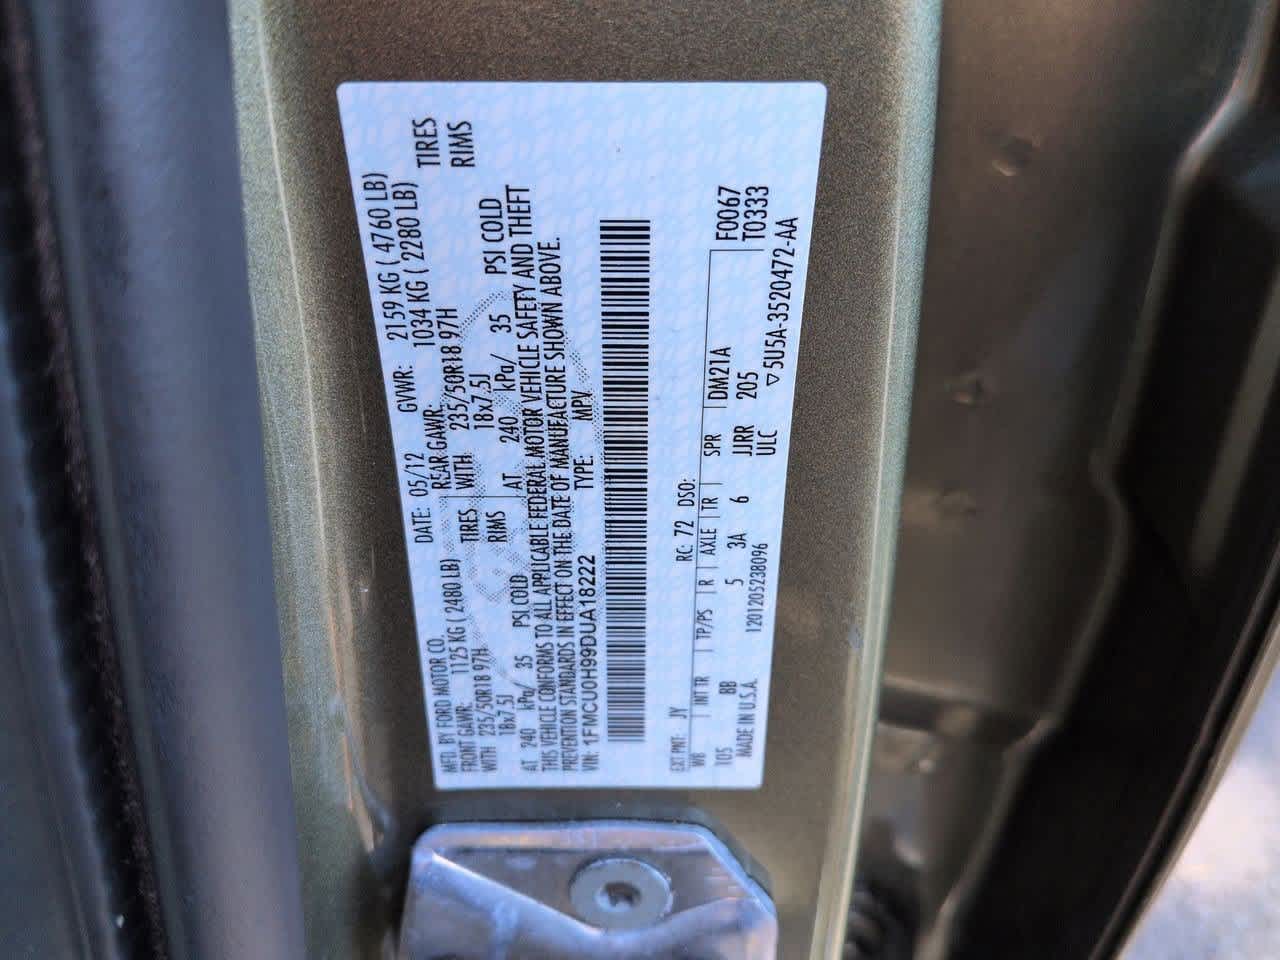 MFD. BY FORD MOTOR CO.
DATE: 05/12 GVWR: 2159 KG ( 4760 LB)
FRONT GAWR: 1125 KG ( 2480 LB) REAR GAWR: 1034 KG ( 2280 LB)
WITH 235/50R18 97H TIRES WITH 235/50R18 97H TIRES
18x7.5J RIMS 18x7.5J RIMS
AT 240 kPa/ 35 PSI COLD AT 240 kPa/ 35 PSI COLD
THIS VEHICLE CONFORMS TO ALL APPLICABLE FEDERAL MOTOR VEHICLE SAFETY AND THEFT
PREVENTION STANDARDS IN EFFECT ON THE DATE OF MANUFACTURE SHOWN ABOVE.
VIN: 1FMCU0H99DUA18222 TYPE: MPV
EXT PNT: JY RC: 72 DSO: F0067
WB INT TR TP/PS R AXLE TR SPR T0333
105 BB 5 3A 6 JJRR DM21A
205
ULC
MADE IN U.S.A. 1201205238096 ▽5U5A-3520472-AA